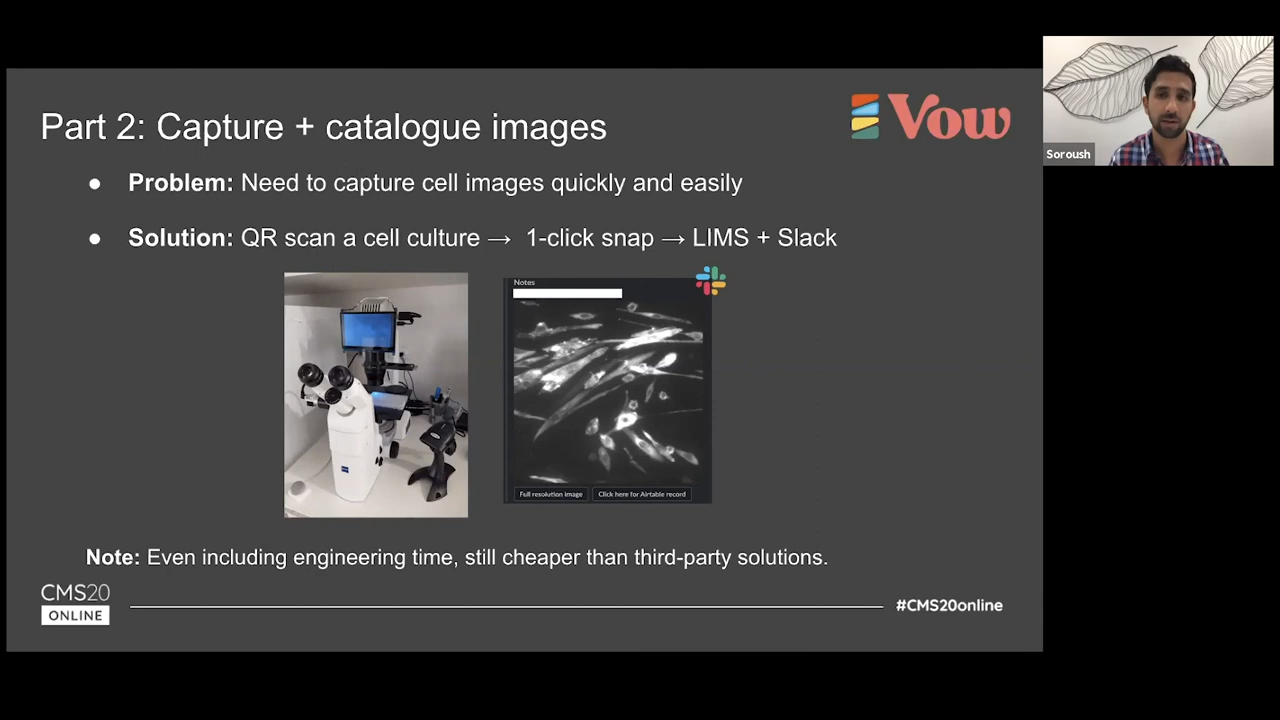 Part 2: Capture + catalogue images
Vow
Soroush
● Problem: Need to capture cell images quickly and easily
● Solution: QR scan a cell culture → 1-click snap → LIMS + Slack
Notes
Full resolution image
Click here for Airtable record
Note: Even including engineering time, still cheaper than third-party solutions.
CMS20
ONLINE
#CMS20online